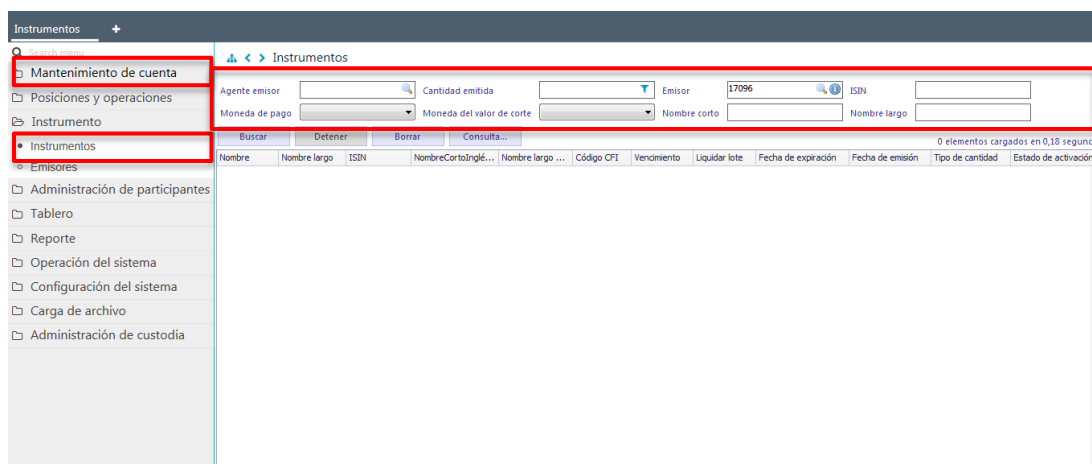 Instrumentos +
Search menu
Instrumentos
Mantenimiento de cuenta
Posiciones y operaciones
Instrumento
Instrumentos
Emisores
Administración de participantes
Tablero
Reporte
Operación del sistema
Configuración del sistema
Carga de archivo
Administración de custodia
Agente emisor Cantidad emitida Emisor 17096 ISIN
Moneda de pago Moneda del valor de corte Nombre corto Nombre largo
Buscar Detener Borrar Consulta...
0 elementos cargados en 0,18 segun
Nombre Nombre largo ISIN NombreCortoInglé... Nombre largo ... Código CFI Vencimiento Liquidar lote Fecha de expiración Fecha de emisión Tipo de cantidad Estado de activación